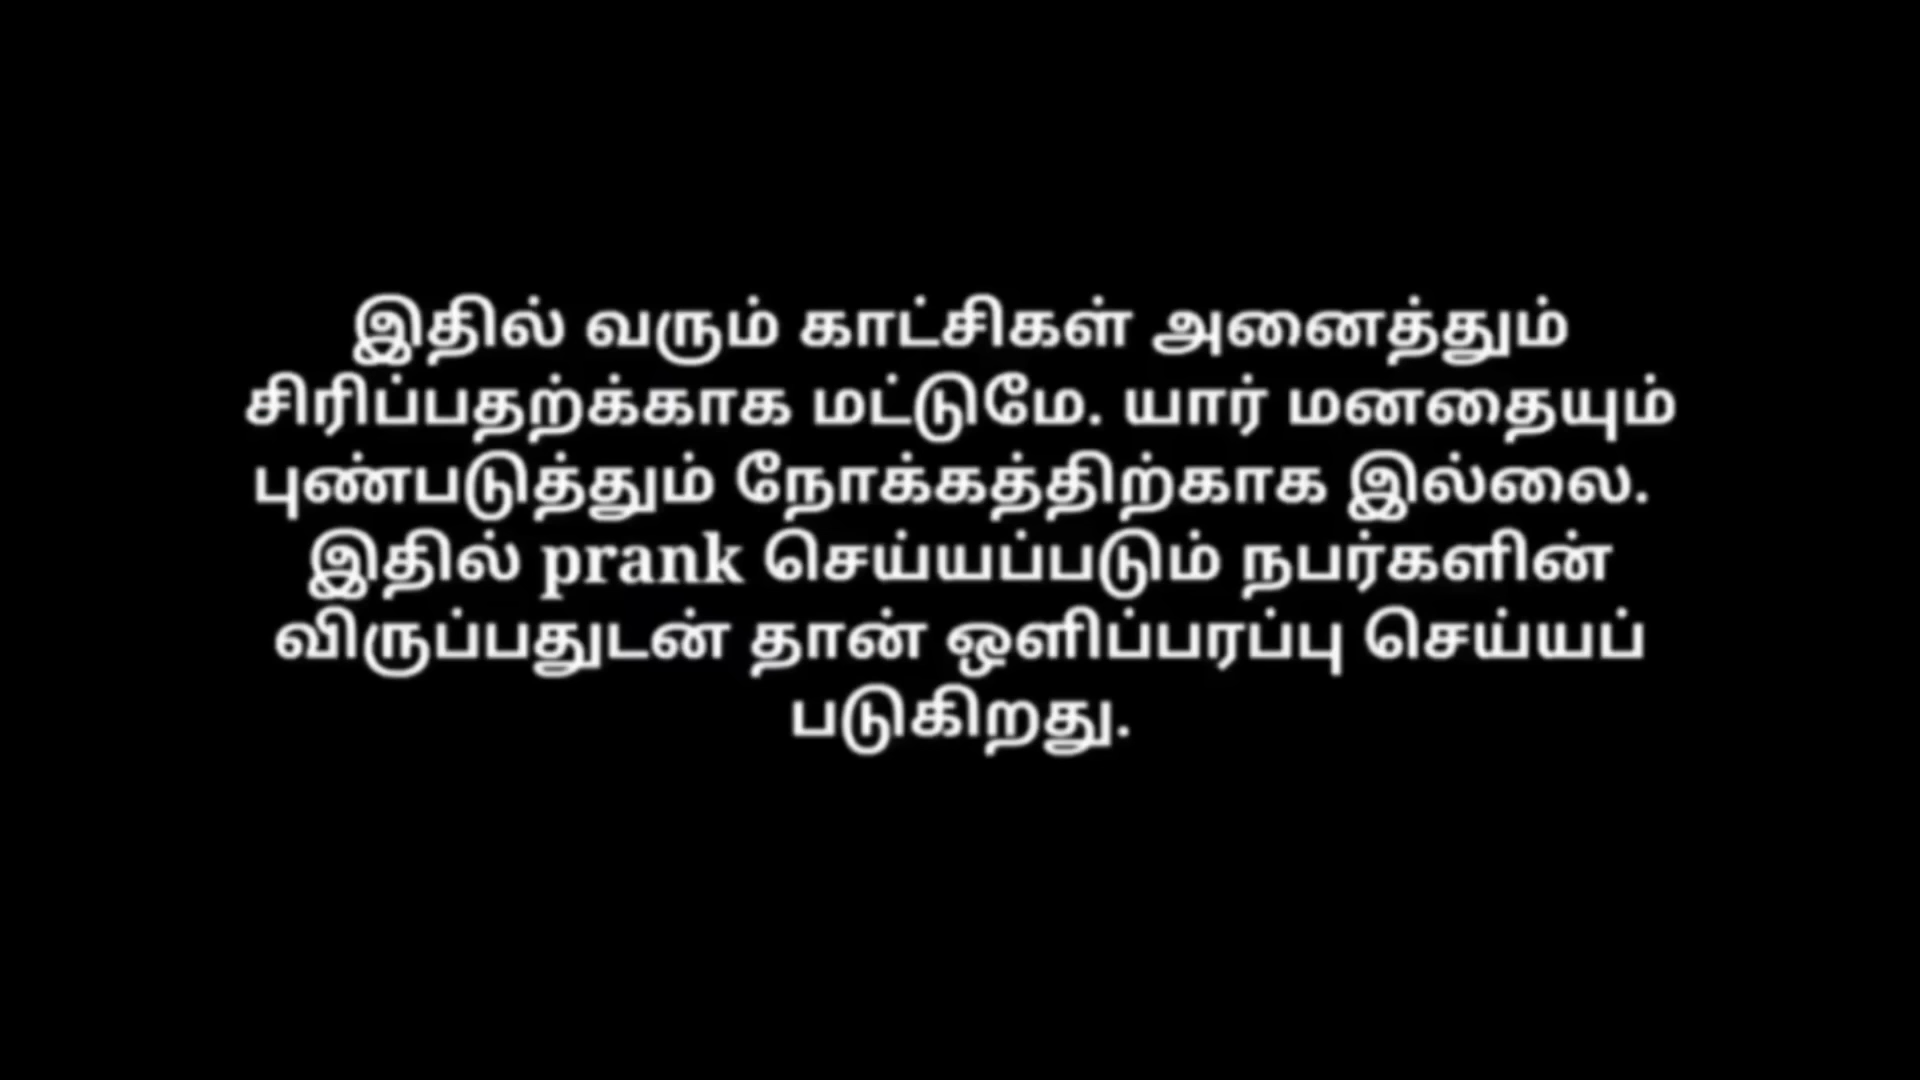 இதில் வரும் காட்சிகள் அனைத்தும்
சிரிப்பதற்க்காக மட்டுமே. யார் மனதையும்
புண்படுத்தும் நோக்கத்திற்காக இல்லை.
இதில் prank செய்யப்படும் நபர்களின்
விருப்பதுடன் தான் ஒளிப்பரப்பு செய்யப்
படுகிறது.